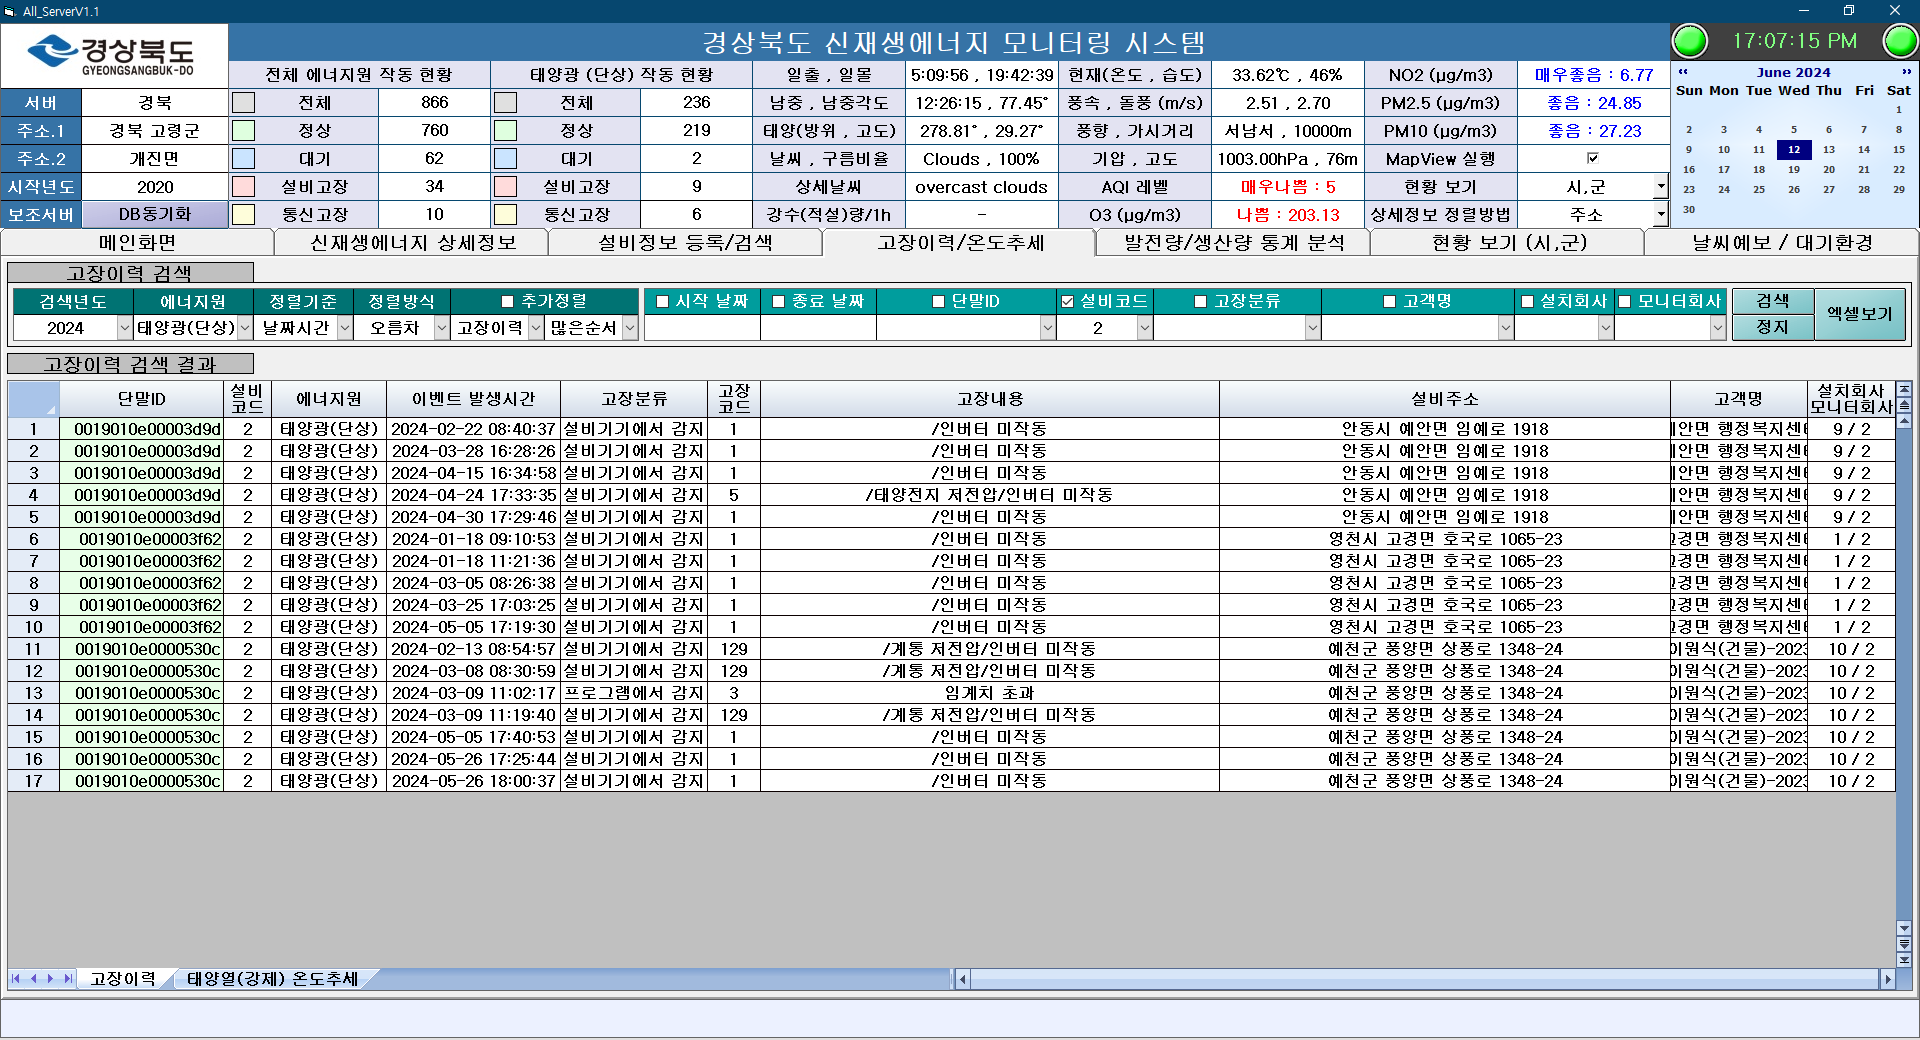 All_ServerV1.1
경상북도
GYEONGSANGBUK-DO
경상북도 신재생에너지 모니터링 시스템
17:07:15 PM
전체 에너지원 작동 현황 태양광 (단상) 작동 현황 일출 , 일몰 5:09:56 , 19:42:39 현재(온도 , 습도) 33.62℃ , 46% NO2 (µg/m3) 매우좋음 : 6.77
서버 경북 전체 866 전체 236 남중 , 남중각도 12:26:15 , 77.45° 풍속 , 돌풍 (m/s) 2.51 , 2.70 PM2.5 (µg/m3) 좋음 : 24.85
주소.1 경북 고령군 정상 760 정상 219 태양(방위 , 고도) 278.81° , 29.27° 풍향 , 가시거리 서남서 , 10000m PM10 (µg/m3) 좋음 : 27.23
주소.2 개진면 대기 62 대기 2 날씨 , 구름비율 Clouds , 100% 기압 , 고도 1003.00hPa , 76m MapView 실행
시작년도 2020 설비고장 34 설비고장 9 상세날씨 overcast clouds AQI 레벨 매우나쁨 : 5 현황 보기 시,군
보조서버 DB동기화 통신고장 10 통신고장 6 강수(적설)량/1h - O3 (µg/m3) 나쁨 : 203.13 상세정보 정렬방법 주소
June 2024
Sun Mon Tue Wed Thu Fri Sat
1
2 3 4 5 6 7 8
9 10 11 12 13 14 15
16 17 18 19 20 21 22
23 24 25 26 27 28 29
30
메인화면 신재생에너지 상세정보 설비정보 등록/검색 고장이력/온도추세 발전량/생산량 통계 분석 현황 보기 (시,군) 날씨예보 / 대기환경
고장이력 검색
검색년도 에너지원 정렬기준 정렬방식 추가정렬 시작 날짜 종료 날짜 단말ID 설비코드 고장분류 고객명 설치회사 모니터회사 검색 엑셀보기
2024 태양광(단상) 날짜시간 오름차 고장이력 많은순서 2 정지
고장이력 검색 결과
단말ID 설비코드 에너지원 이벤트 발생시간 고장분류 고장코드 고장내용 설비주소 고객명 설치회사 모니터회사
1 0019010e00003d9d 2 태양광(단상) 2024-02-22 08:40:37 설비기기에서 감지 1 /인버터 미작동 안동시 예안면 임예로 1918 예안면 행정복지센터 9 / 2
2 0019010e00003d9d 2 태양광(단상) 2024-03-28 16:28:26 설비기기에서 감지 1 /인버터 미작동 안동시 예안면 임예로 1918 예안면 행정복지센터 9 / 2
3 0019010e00003d9d 2 태양광(단상) 2024-04-15 16:34:58 설비기기에서 감지 1 /인버터 미작동 안동시 예안면 임예로 1918 예안면 행정복지센터 9 / 2
4 0019010e00003d9d 2 태양광(단상) 2024-04-24 17:33:35 설비기기에서 감지 5 /태양전지 저전압/인버터 미작동 안동시 예안면 임예로 1918 예안면 행정복지센터 9 / 2
5 0019010e00003d9d 2 태양광(단상) 2024-04-30 17:29:46 설비기기에서 감지 1 /인버터 미작동 안동시 예안면 임예로 1918 예안면 행정복지센터 9 / 2
6 0019010e00003f62 2 태양광(단상) 2024-01-18 09:10:53 설비기기에서 감지 1 /인버터 미작동 영천시 고경면 호국로 1065-23 고경면 행정복지센터 1 / 2
7 0019010e00003f62 2 태양광(단상) 2024-01-18 11:21:36 설비기기에서 감지 1 /인버터 미작동 영천시 고경면 호국로 1065-23 고경면 행정복지센터 1 / 2
8 0019010e00003f62 2 태양광(단상) 2024-03-05 08:26:38 설비기기에서 감지 1 /인버터 미작동 영천시 고경면 호국로 1065-23 고경면 행정복지센터 1 / 2
9 0019010e00003f62 2 태양광(단상) 2024-03-25 17:03:25 설비기기에서 감지 1 /인버터 미작동 영천시 고경면 호국로 1065-23 고경면 행정복지센터 1 / 2
10 0019010e00003f62 2 태양광(단상) 2024-05-05 17:19:30 설비기기에서 감지 1 /인버터 미작동 영천시 고경면 호국로 1065-23 고경면 행정복지센터 1 / 2
11 0019010e0000530c 2 태양광(단상) 2024-02-13 08:54:57 설비기기에서 감지 129 /계통 저전압/인버터 미작동 예천군 풍양면 상풍로 1348-24 이원식(건물)-2023 10 / 2
12 0019010e0000530c 2 태양광(단상) 2024-03-08 08:30:59 설비기기에서 감지 129 /계통 저전압/인버터 미작동 예천군 풍양면 상풍로 1348-24 이원식(건물)-2023 10 / 2
13 0019010e0000530c 2 태양광(단상) 2024-03-09 11:02:17 프로그램에서 감지 3 임계치 초과 예천군 풍양면 상풍로 1348-24 이원식(건물)-2023 10 / 2
14 0019010e0000530c 2 태양광(단상) 2024-03-09 11:19:40 설비기기에서 감지 129 /계통 저전압/인버터 미작동 예천군 풍양면 상풍로 1348-24 이원식(건물)-2023 10 / 2
15 0019010e0000530c 2 태양광(단상) 2024-05-05 17:40:53 설비기기에서 감지 1 /인버터 미작동 예천군 풍양면 상풍로 1348-24 이원식(건물)-2023 10 / 2
16 0019010e0000530c 2 태양광(단상) 2024-05-26 17:25:44 설비기기에서 감지 1 /인버터 미작동 예천군 풍양면 상풍로 1348-24 이원식(건물)-2023 10 / 2
17 0019010e0000530c 2 태양광(단상) 2024-05-26 18:00:37 설비기기에서 감지 1 /인버터 미작동 예천군 풍양면 상풍로 1348-24 이원식(건물)-2023 10 / 2
고장이력 태양열(강제) 온도추세